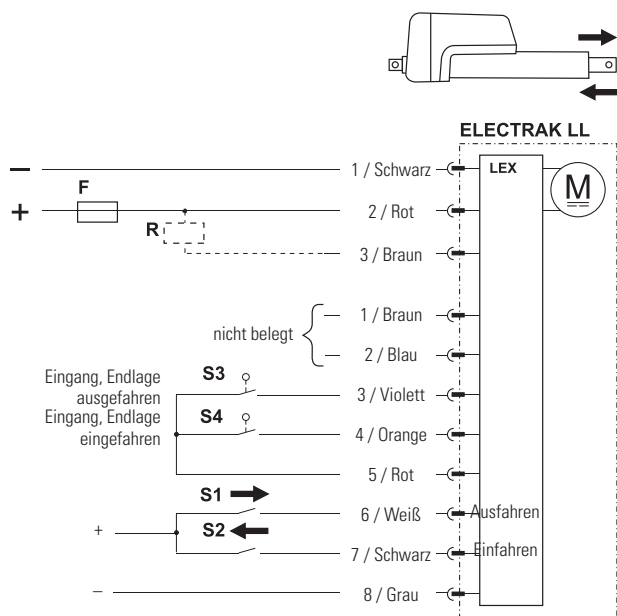 ELECTRAK LL
−
1 / Schwarz
LEX
M
F
+
2 / Rot
R
3 / Braun
1 / Braun
nicht belegt
2 / Blau
Eingang, Endlage
ausgefahren
S3
3 / Violett
Eingang, Endlage
eingefahren
S4
4 / Orange
5 / Rot
S1
6 / Weiß
Ausfahren
+
S2
7 / Schwarz
Einfahren
−
8 / Grau